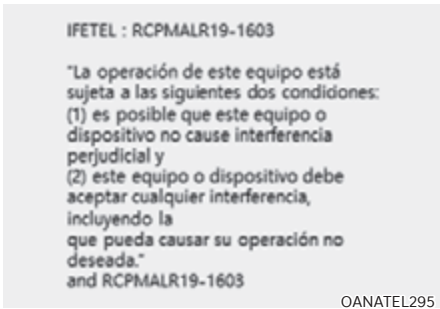 IFETEL : RCPMALR19-1603
"La operación de este equipo está
sujeta a las siguientes dos condiciones:
(1) es posible que este equipo o
dispositivo no cause interferencia
perjudicial y
(2) este equipo o dispositivo debe
aceptar cualquier interferencia,
incluyendo la
que pueda causar su operación no
deseada."
and RCPMALR19-1603
OANATEL295